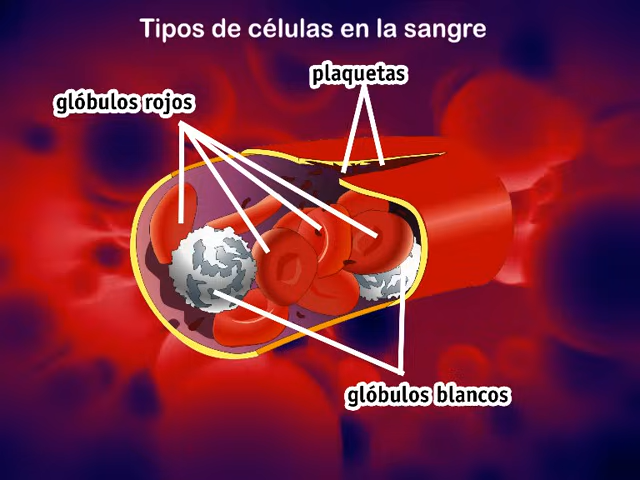 Tipos de células en la sangre
plaquetas
glóbulos rojos
glóbulos blancos